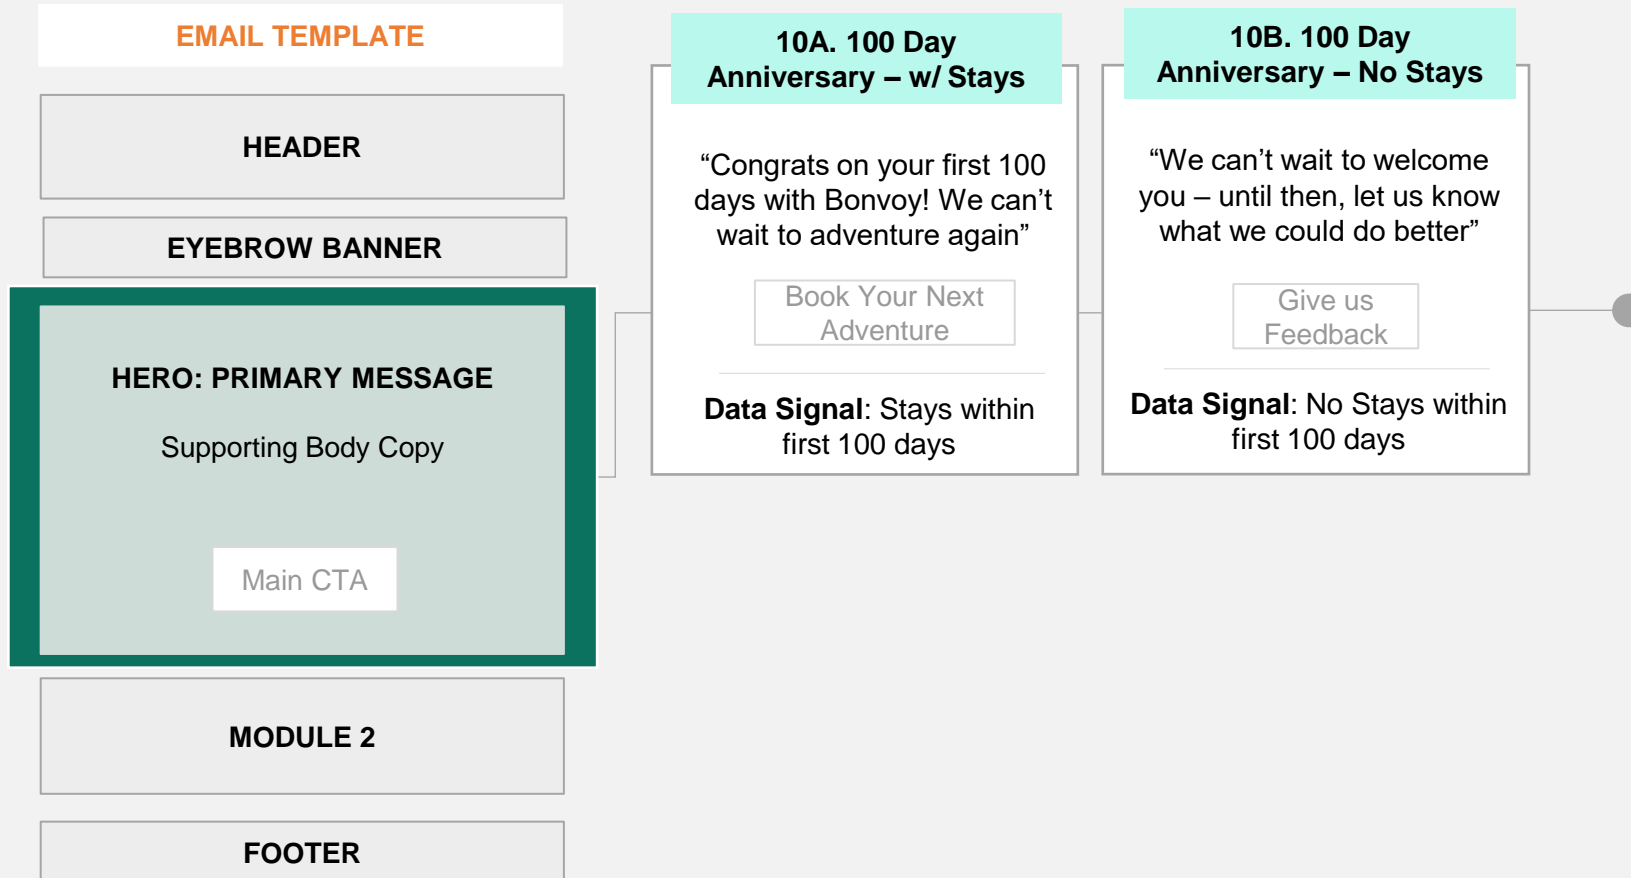 EMAIL TEMPLATE
HEADER
EYEBROW BANNER
HERO: PRIMARY MESSAGE
Supporting Body Copy
Main CTA
MODULE 2
FOOTER
10A. 100 Day
Anniversary – w/ Stays
“Congrats on your first 100
days with Bonvoy! We can’t
wait to adventure again”
Book Your Next
Adventure
Data Signal: Stays within
first 100 days
10B. 100 Day
Anniversary – No Stays
“We can’t wait to welcome
you – until then, let us know
what we could do better”
Give us
Feedback
Data Signal: No Stays within
first 100 days